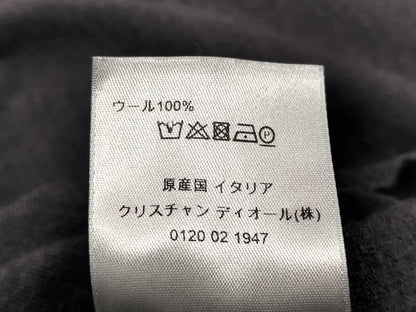 ウール100%
原産国 イタリア
クリスチャン ディオール(株)
0120 02 1947